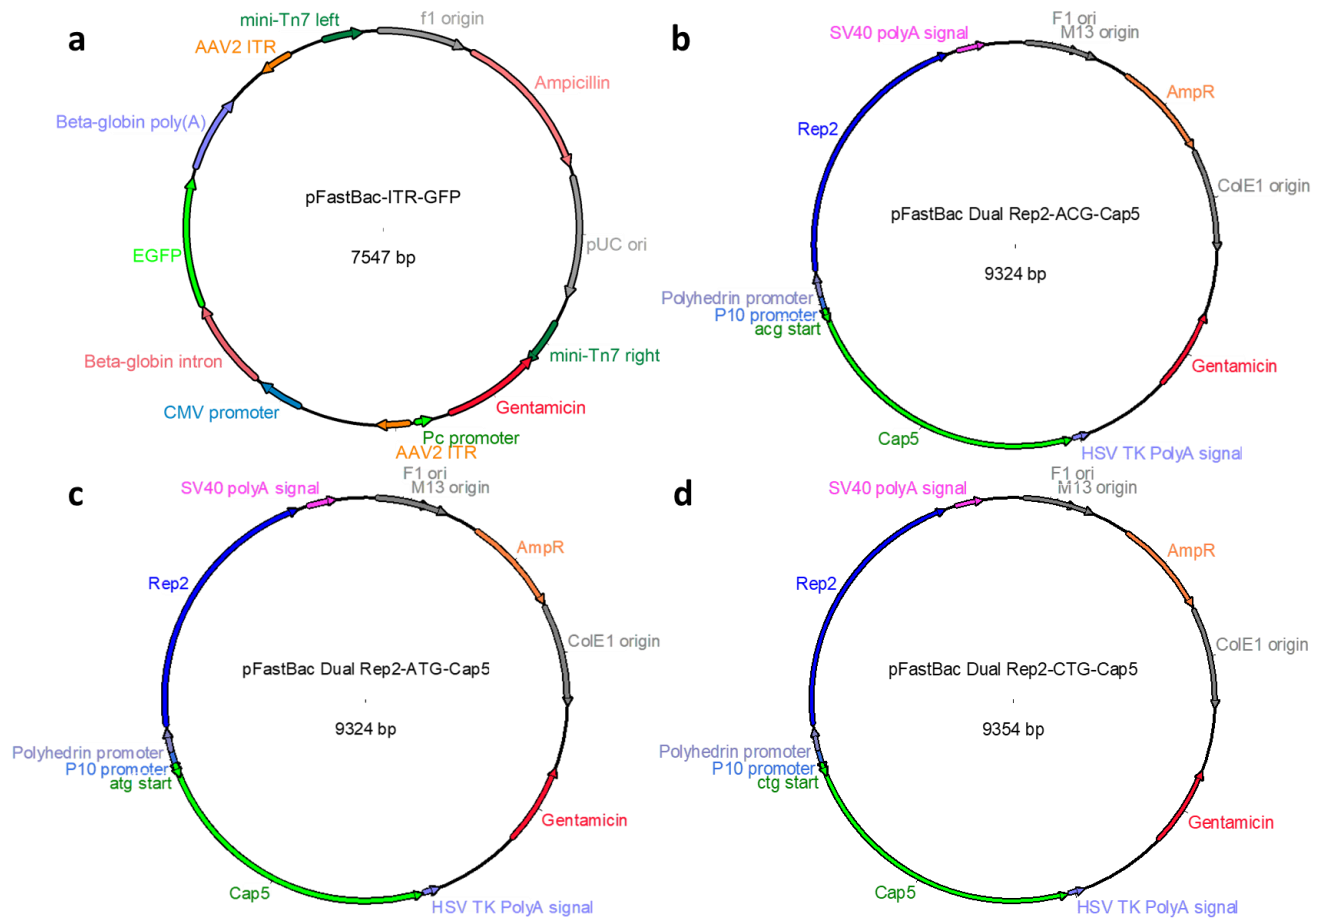 a
mini-Tn7 left
f1 origin
AAV2 ITR
Ampicillin
Beta-globin poly(A)
pFastBac-ITR-GFP
7547 bp
pUC ori
EGFP
mini-Tn7 right
Beta-globin intron
CMV promoter
Gentamicin
Pc promoter
AAV2 ITR
b
F1 ori
SV40 polyA signal
M13 origin
AmpR
Rep2
ColE1 origin
pFastBac Dual Rep2-ACG-Cap5
9324 bp
Polyhedrin promoter
P10 promoter
acg start
Gentamicin
Cap5
HSV TK PolyA signal
c
F1 ori
SV40 polyA signal
M13 origin
AmpR
Rep2
ColE1 origin
pFastBac Dual Rep2-ATG-Cap5
9324 bp
Polyhedrin promoter
P10 promoter
atg start
Gentamicin
Cap5
HSV TK PolyA signal
d
F1 ori
SV40 polyA signal
M13 origin
AmpR
Rep2
ColE1 origin
pFastBac Dual Rep2-CTG-Cap5
9354 bp
Polyhedrin promoter
P10 promoter
ctg start
Gentamicin
Cap5
HSV TK PolyA signal